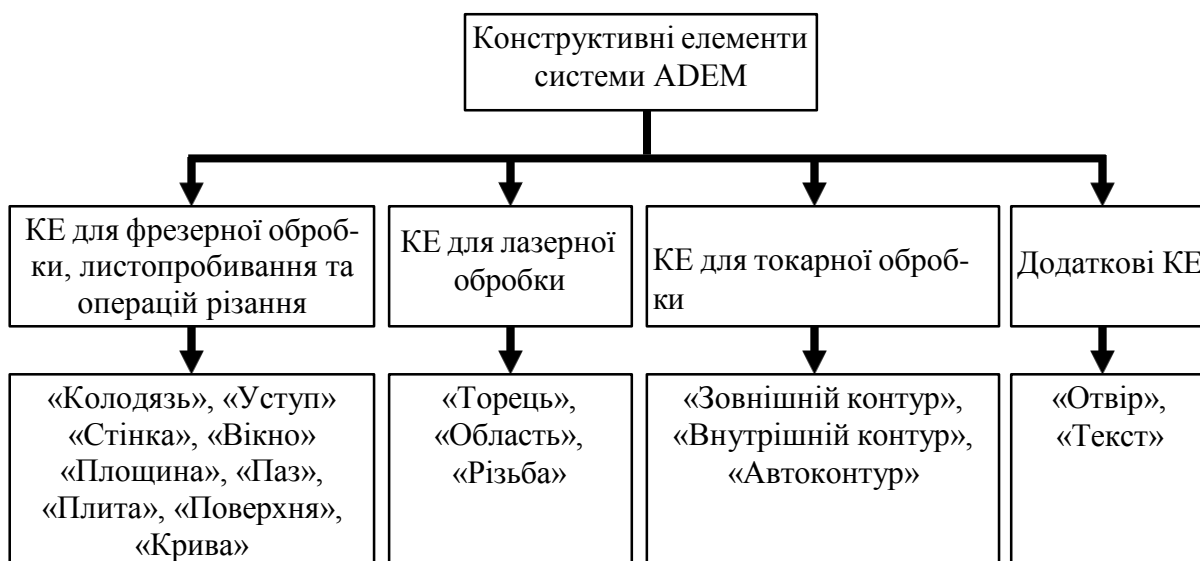 Конструктивні елементи
системи ADEM
КЕ для фрезерної оброб-
ки, листопробивання та
операцій різання
КЕ для лазерної
обробки
КЕ для токарної оброб-
ки
Додаткові КЕ
«Колодязь», «Уступ»
«Стінка», «Вікно»
«Площина», «Паз»,
«Плита», «Поверхня»,
«Крива»
«Торець»,
«Область»,
«Різьба»
«Зовнішній контур»,
«Внутрішній контур»,
«Автоконтур»
«Отвір»,
«Текст»